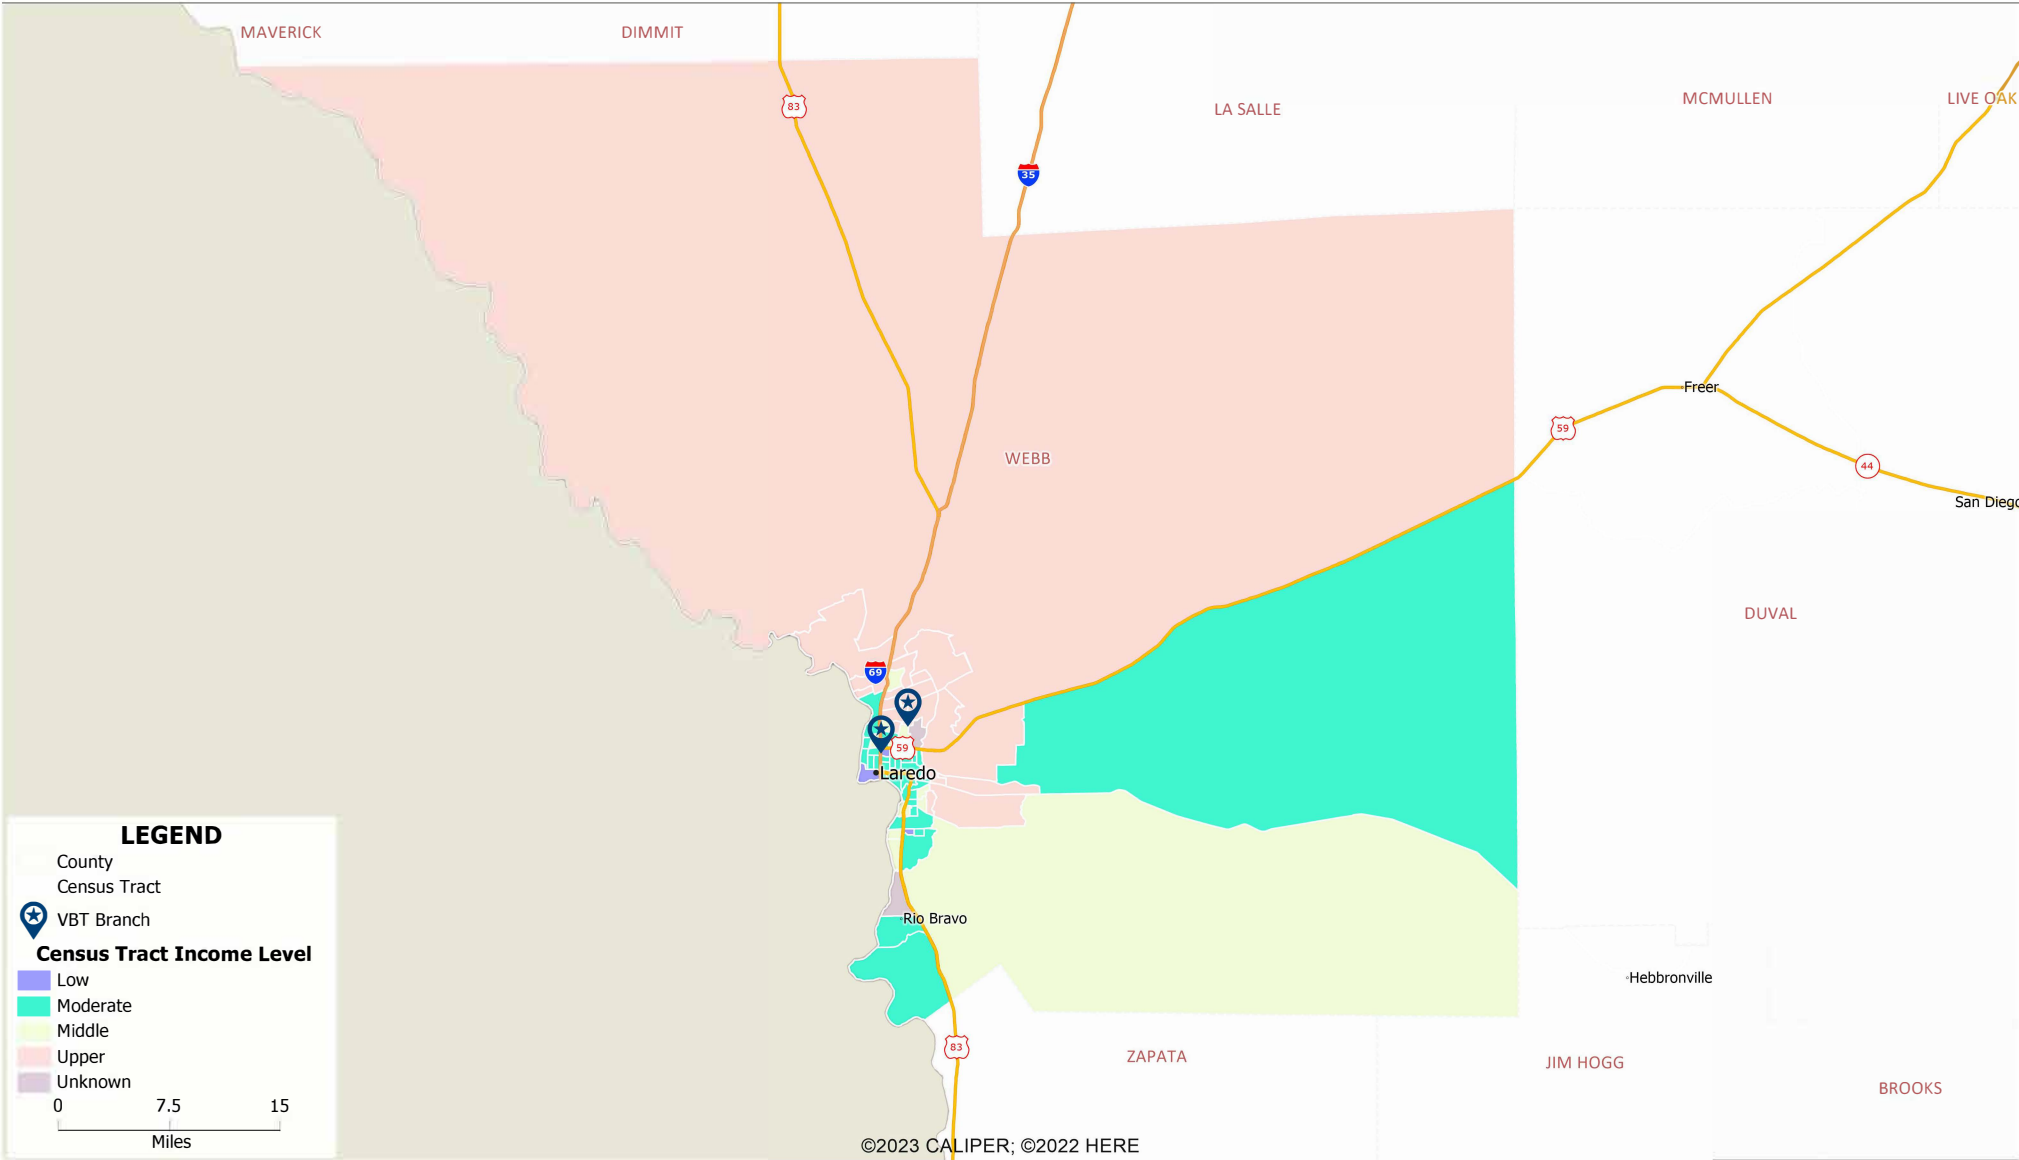 MAVERICK
DIMMIT
83
LA SALLE
MCMULLEN
LIVE OAK
35
Freer
59
WEBB
44
San Diego
DUVAL
69
59
Laredo
Rio Bravo
Hebbronville
83
ZAPATA
JIM HOGG
BROOKS
LEGEND
County
Census Tract
VBT Branch
Census Tract Income Level
Low
Moderate
Middle
Upper
Unknown
0 7.5 15
Miles
©2023 CALIPER; ©2022 HERE